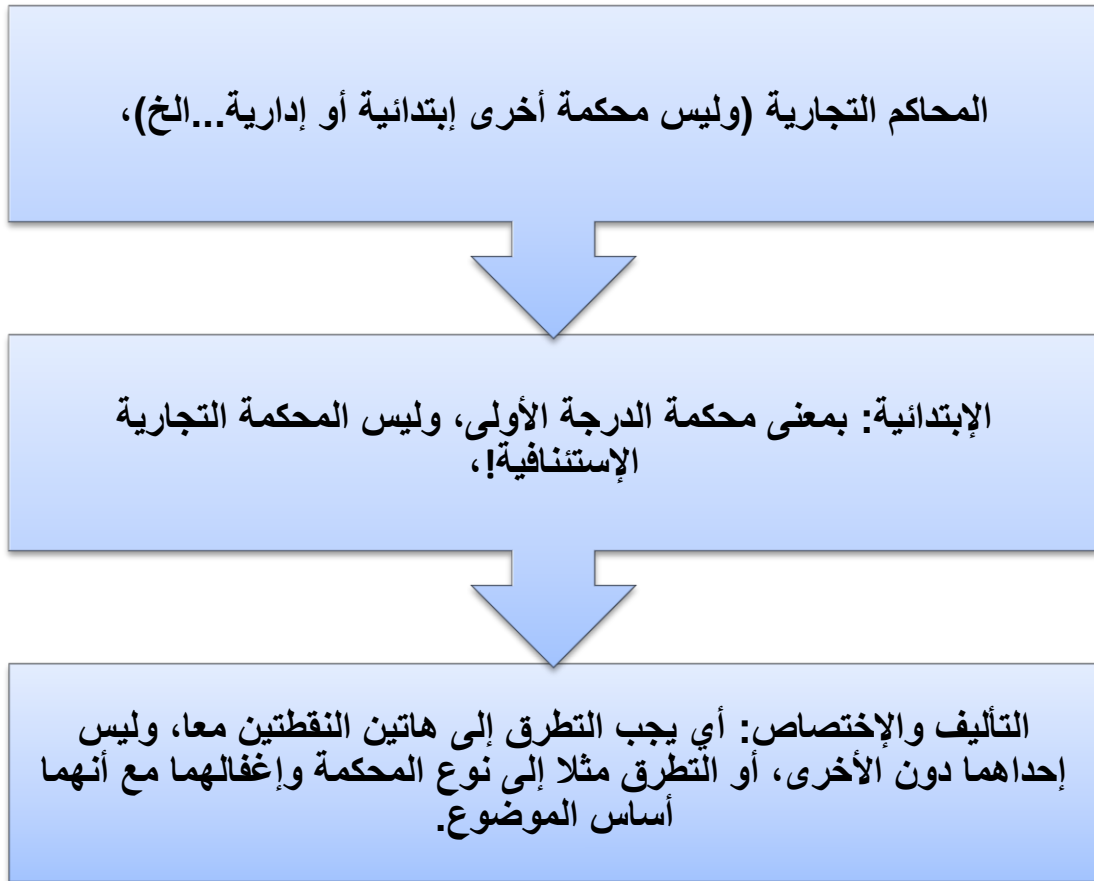 المحاكم التجارية (وليس محكمة أخرى إبتدائية أو إدارية...الخ)،
الإبتدائية: بمعنى محكمة الدرجة الأولى، وليس المحكمة التجارية
الإستئنافية!،
التأليف والإختصاص: أي يجب التطرق إلى هاتين النقطتين معا، وليس
إحداهما دون الأخرى، أو التطرق مثلا إلى نوع المحكمة وإغفالهما مع أنهما
أساس الموضوع.